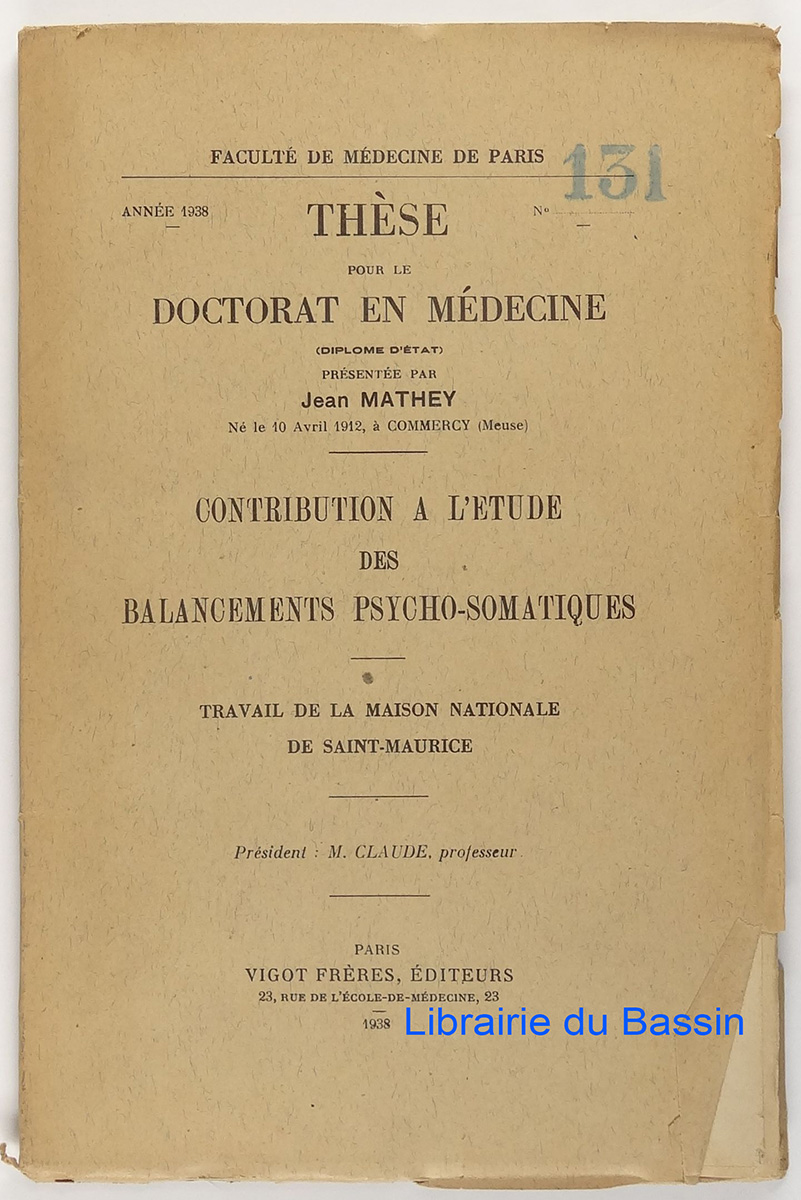 FACULTÉ DE MÉDECINE DE PARIS
131
ANNÉE 1938
THÈSE
Nº
POUR LE
DOCTORAT EN MÉDECINE
(DIPLOME D'ÉTAT)
PRÉSENTÉE PAR
Jean MATHEY
Né le 10 Avril 1912, à COMMERCY (Meuse)
CONTRIBUTION A L'ETUDE
DES
BALANCEMENTS PSYCHO-SOMATIQUES
TRAVAIL DE LA MAISON NATIONALE
DE SAINT-MAURICE
Président : M. CLAUDE, professeur
PARIS
VIGOT FRÈRES, ÉDITEURS
23, RUE DE L'ÉCOLE-DE-MÉDECINE, 23
1938
Librairie du Bassin